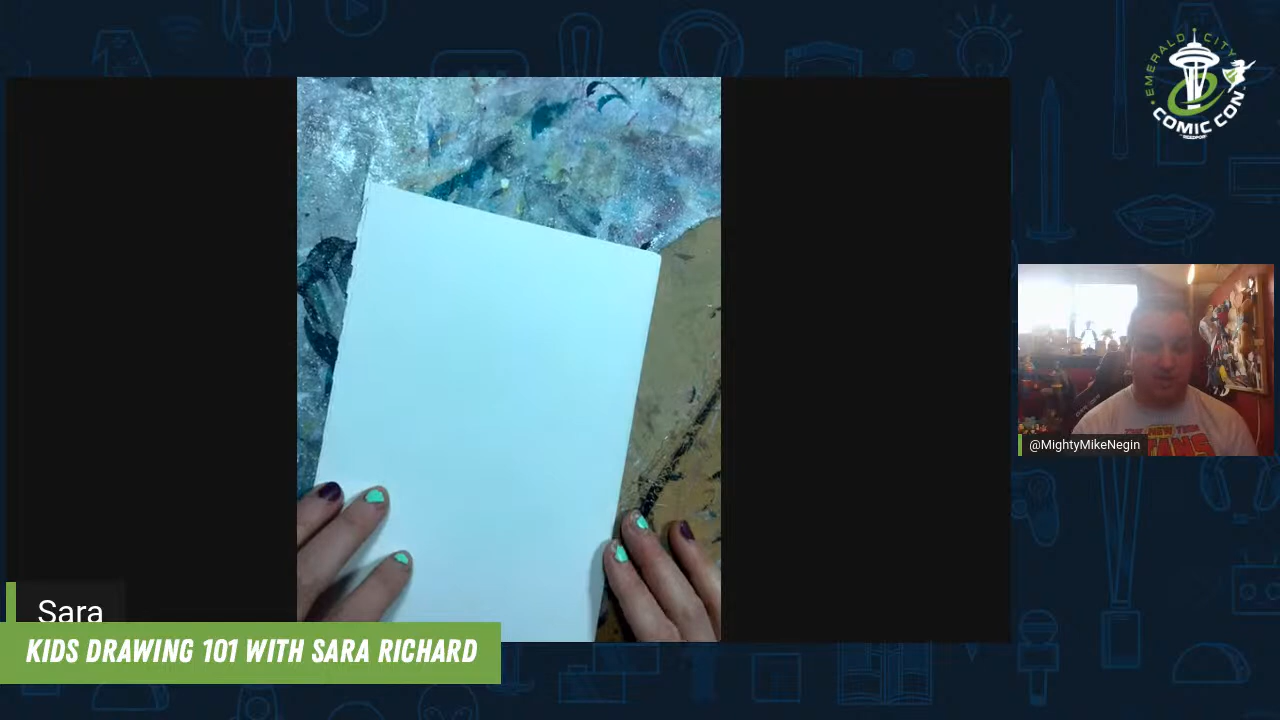 EMERALD CITY
COMIC CON
@MightyMikeNegin
Sara
KIDS DRAWING 101 WITH SARA RICHARD